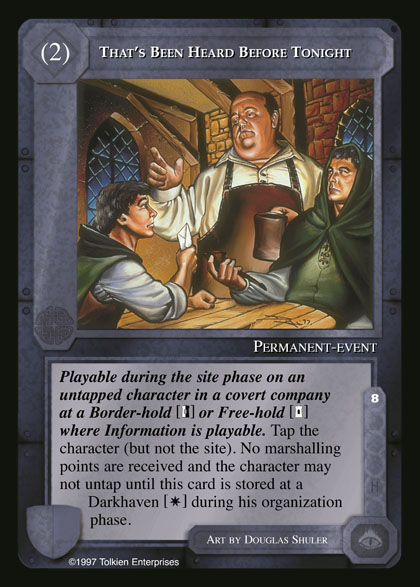 (2)
That's Been Heard Before Tonight
Permanent-event
Playable during the site phase on an
untapped character in a covert company
at a Border-hold [] or Free-hold []
where Information is playable. Tap the
character (but not the site). No marshalling
points are received and the character may
not untap until this card is stored at a
Darkhaven [✶] during his organization
phase.
8
H
Art by Douglas Shuler
©1997 Tolkien Enterprises